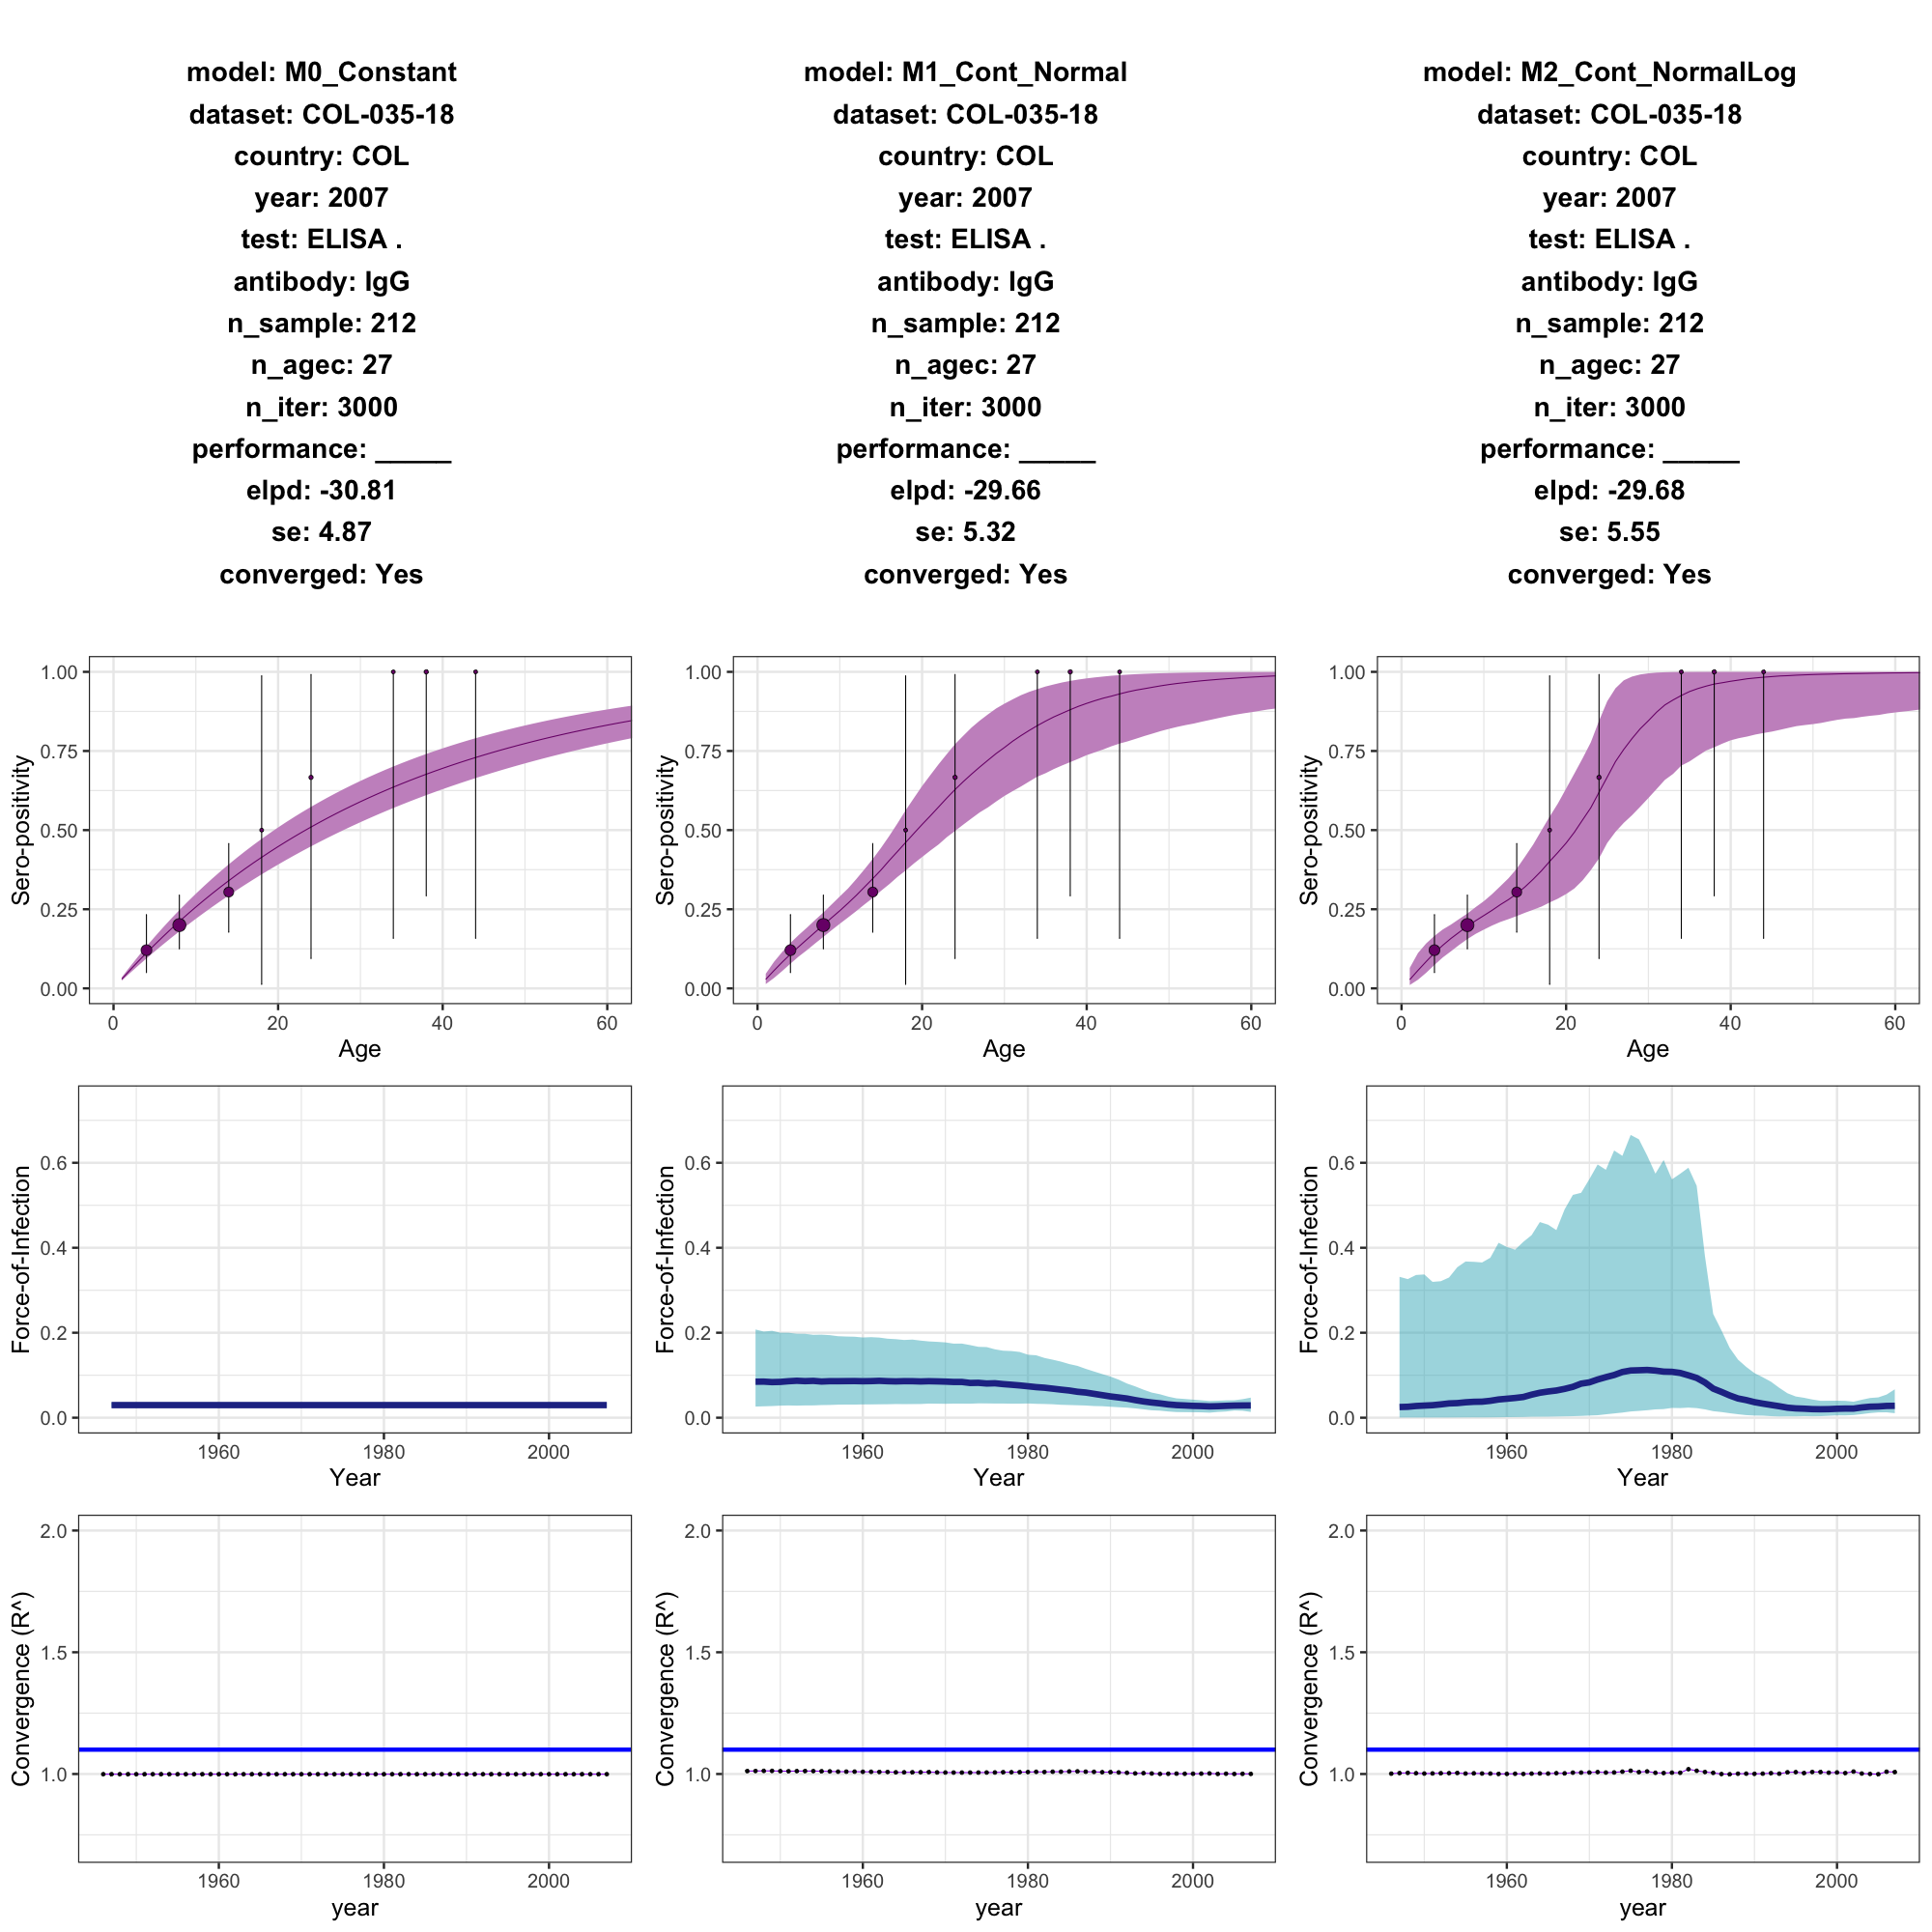 model: M0_Constant
dataset: COL-035-18
country: COL
year: 2007
test: ELISA .
antibody: IgG
n_sample: 212
n_agec: 27
n_iter: 3000
performance: _____
elpd: -30.81
se: 4.87
converged: Yes
model: M1_Cont_Normal
dataset: COL-035-18
country: COL
year: 2007
test: ELISA .
antibody: IgG
n_sample: 212
n_agec: 27
n_iter: 3000
performance: _____
elpd: -29.66
se: 5.32
converged: Yes
model: M2_Cont_NormalLog
dataset: COL-035-18
country: COL
year: 2007
test: ELISA .
antibody: IgG
n_sample: 212
n_agec: 27
n_iter: 3000
performance: _____
elpd: -29.68
se: 5.55
converged: Yes
Sero-positivity
1.00
0.75
0.50
0.25
0.00
0 20 40 60
Age
Sero-positivity
1.00
0.75
0.50
0.25
0.00
0 20 40 60
Age
Sero-positivity
1.00
0.75
0.50
0.25
0.00
0 20 40 60
Age
Force-of-Infection
0.6
0.4
0.2
0.0
1960 1980 2000
Year
Force-of-Infection
0.6
0.4
0.2
0.0
1960 1980 2000
Year
Force-of-Infection
0.6
0.4
0.2
0.0
1960 1980 2000
Year
Convergence (R^)
2.0
1.5
1.0
1960 1980 2000
year
Convergence (R^)
2.0
1.5
1.0
1960 1980 2000
year
Convergence (R^)
2.0
1.5
1.0
1960 1980 2000
year